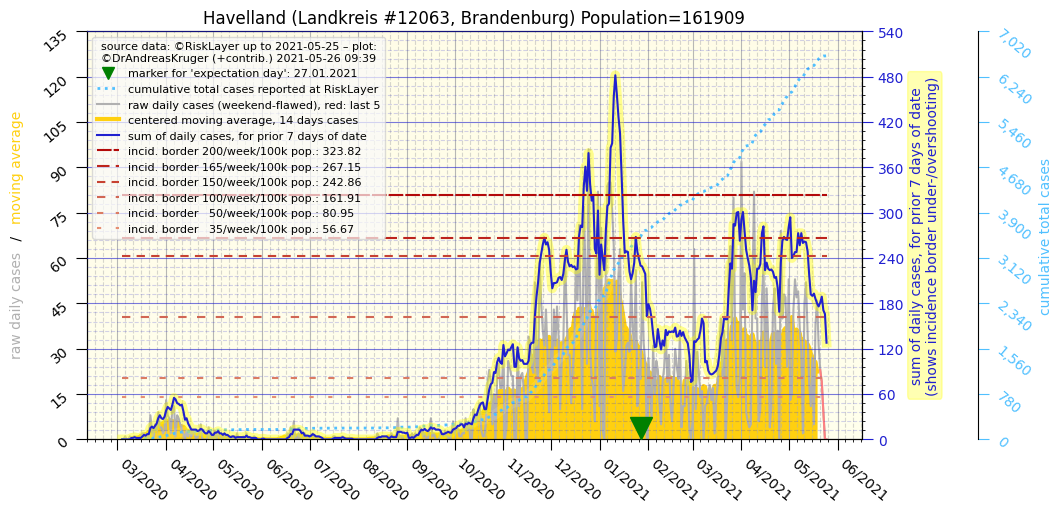 Havelland (Landkreis #12063, Brandenburg) Population=161909
source data: ©RiskLayer up to 2021-05-25 – plot:
©DrAndreasKruger (+contrib.) 2021-05-26 09:39
marker for 'expectation day': 27.01.2021
cumulative total cases reported at RiskLayer
raw daily cases (weekend-flawed), red: last 5
centered moving average, 14 days cases
sum of daily cases, for prior 7 days of date
incid. border 200/week/100k pop.: 323.82
incid. border 165/week/100k pop.: 267.15
incid. border 150/week/100k pop.: 242.86
incid. border 100/week/100k pop.: 161.91
incid. border 50/week/100k pop.: 80.95
incid. border 35/week/100k pop.: 56.67
raw daily cases / moving average
135
120
105
90
75
60
45
30
15
0
03/2020
04/2020
05/2020
06/2020
07/2020
08/2020
09/2020
10/2020
11/2020
12/2020
01/2021
02/2021
03/2021
04/2021
05/2021
06/2021
540
480
420
360
300
240
180
120
60
0
sum of daily cases, for prior 7 days of date
(shows incidence border under-/overshooting)
7,020
6,240
5,460
4,680
3,900
3,120
2,340
1,560
780
0
cumulative total cases